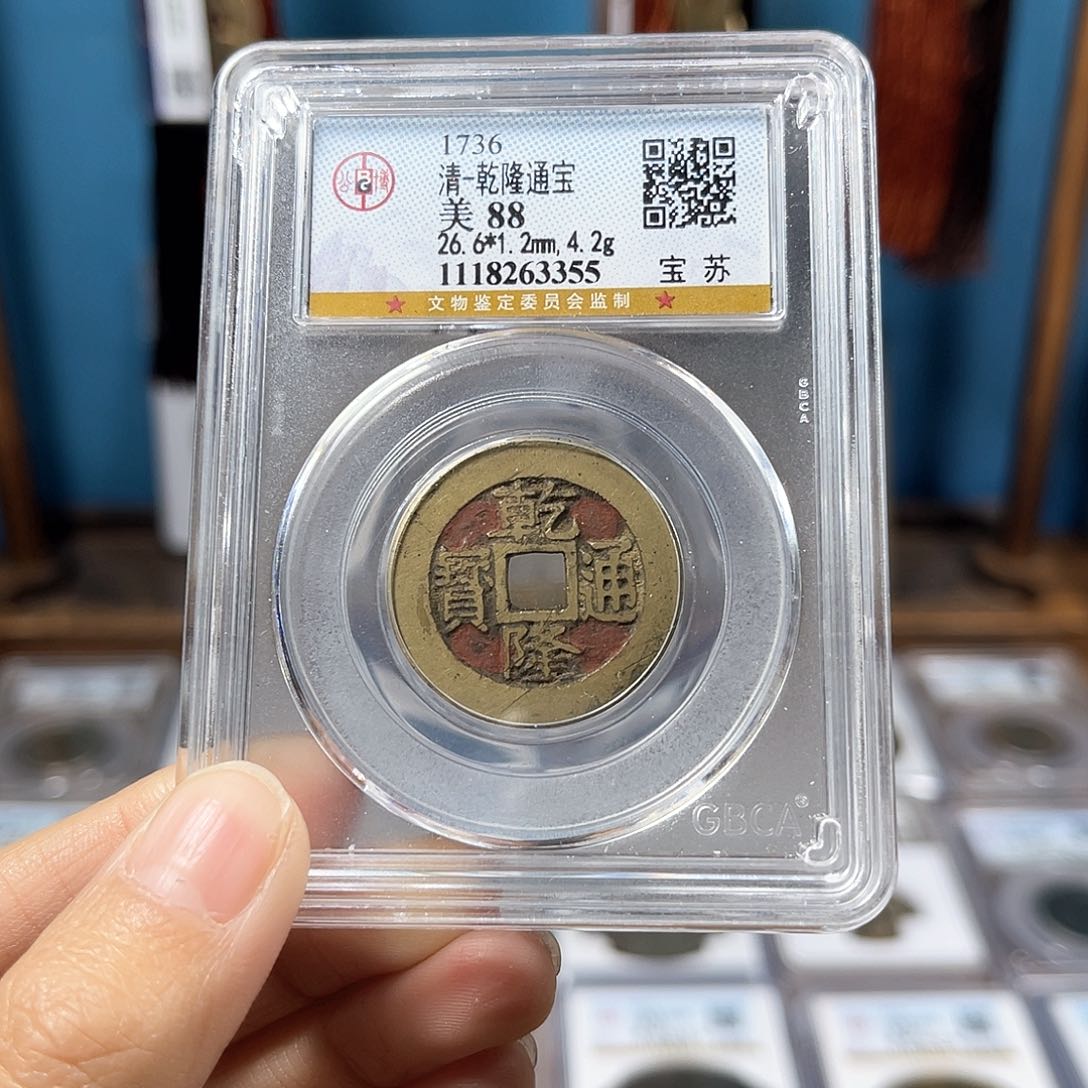 1736
清-乾隆通宝
美 88
26.6*1.2mm,4.2g
1118263355
宝 苏
★ 文物鉴定委员会监制 ★
GBCA
乾
隆
通
寶
GBCA®